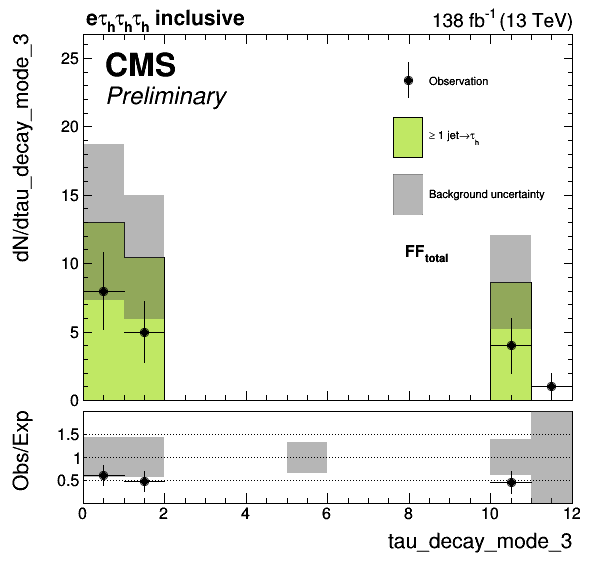 eτhτhτh inclusive
138 fb-1 (13 TeV)
dN/dtau_decay_mode_3
CMS
Preliminary
Observation
≥ 1 jet→τh
Background uncertainty
FFtotal
25
20
15
10
5
0
Obs/Exp
1.5
1
0.5
0 2 4 6 8 10 12
tau_decay_mode_3